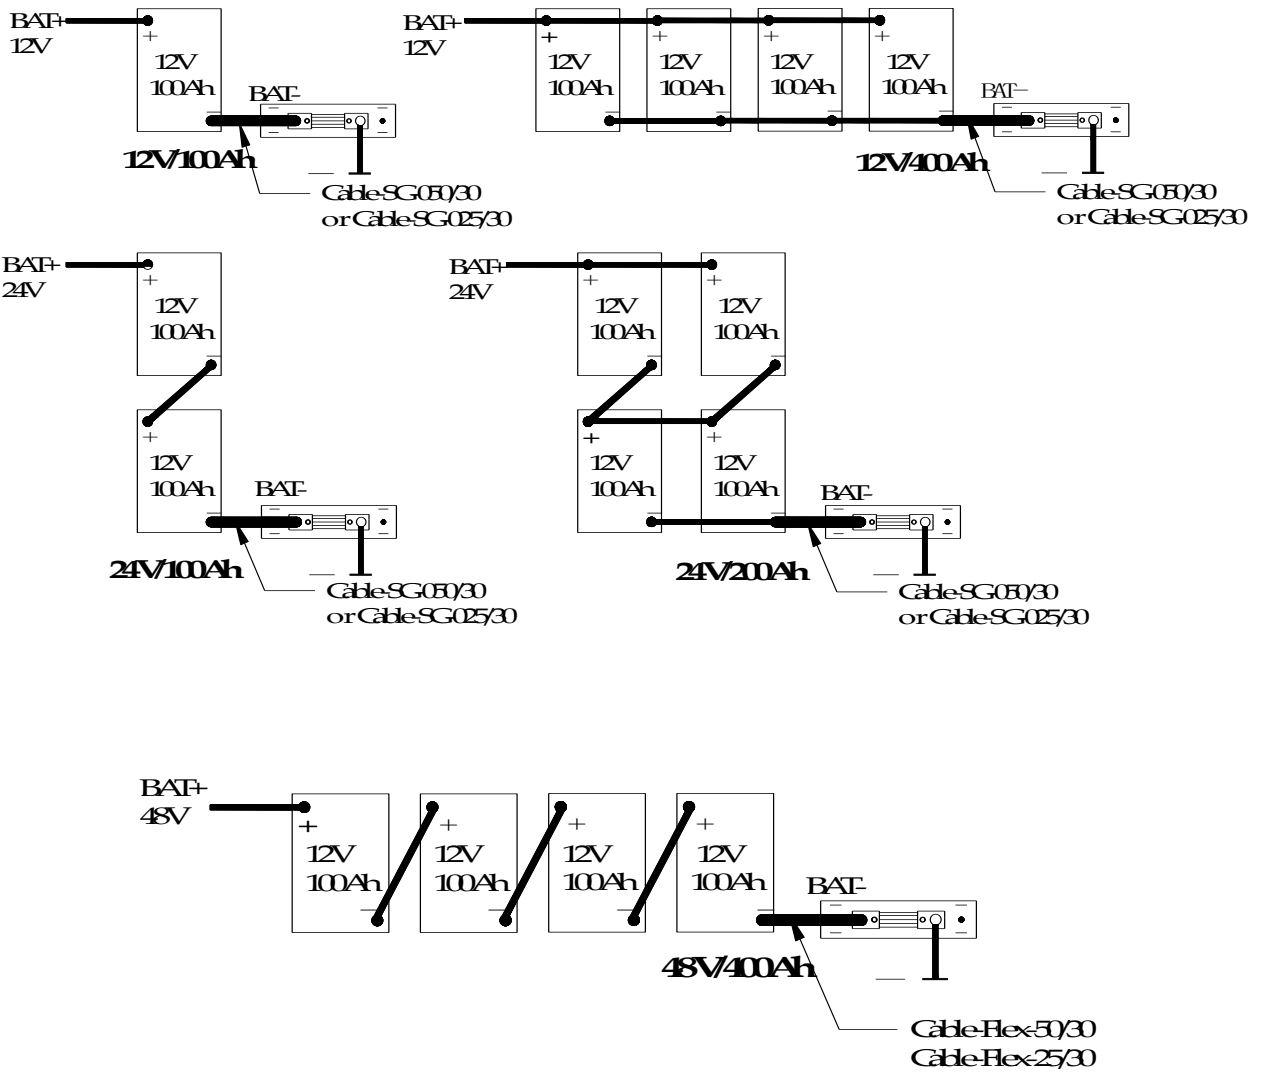 BAT+
12V
+
12V
100Ah
BAT-
12V/100Ah
Cable-SG050/30
or Cable-SG025/30
BAT+
12V
+
12V
100Ah
+
12V
100Ah
+
12V
100Ah
+
12V
100Ah
BAT-
12V/400Ah
Cable-SG050/30
or Cable-SG025/30
BAT+
24V
+
12V
100Ah
+
12V
100Ah
BAT-
24V/100Ah
Cable-SG050/30
or Cable-SG025/30
BAT+
24V
+
12V
100Ah
+
12V
100Ah
+
12V
100Ah
+
12V
100Ah
BAT-
24V/200Ah
Cable-SG050/30
or Cable-SG025/30
BAT+
48V
+
12V
100Ah
+
12V
100Ah
+
12V
100Ah
+
12V
100Ah
BAT-
48V/400Ah
Cable-Flex-50/30
Cable-Flex-25/30